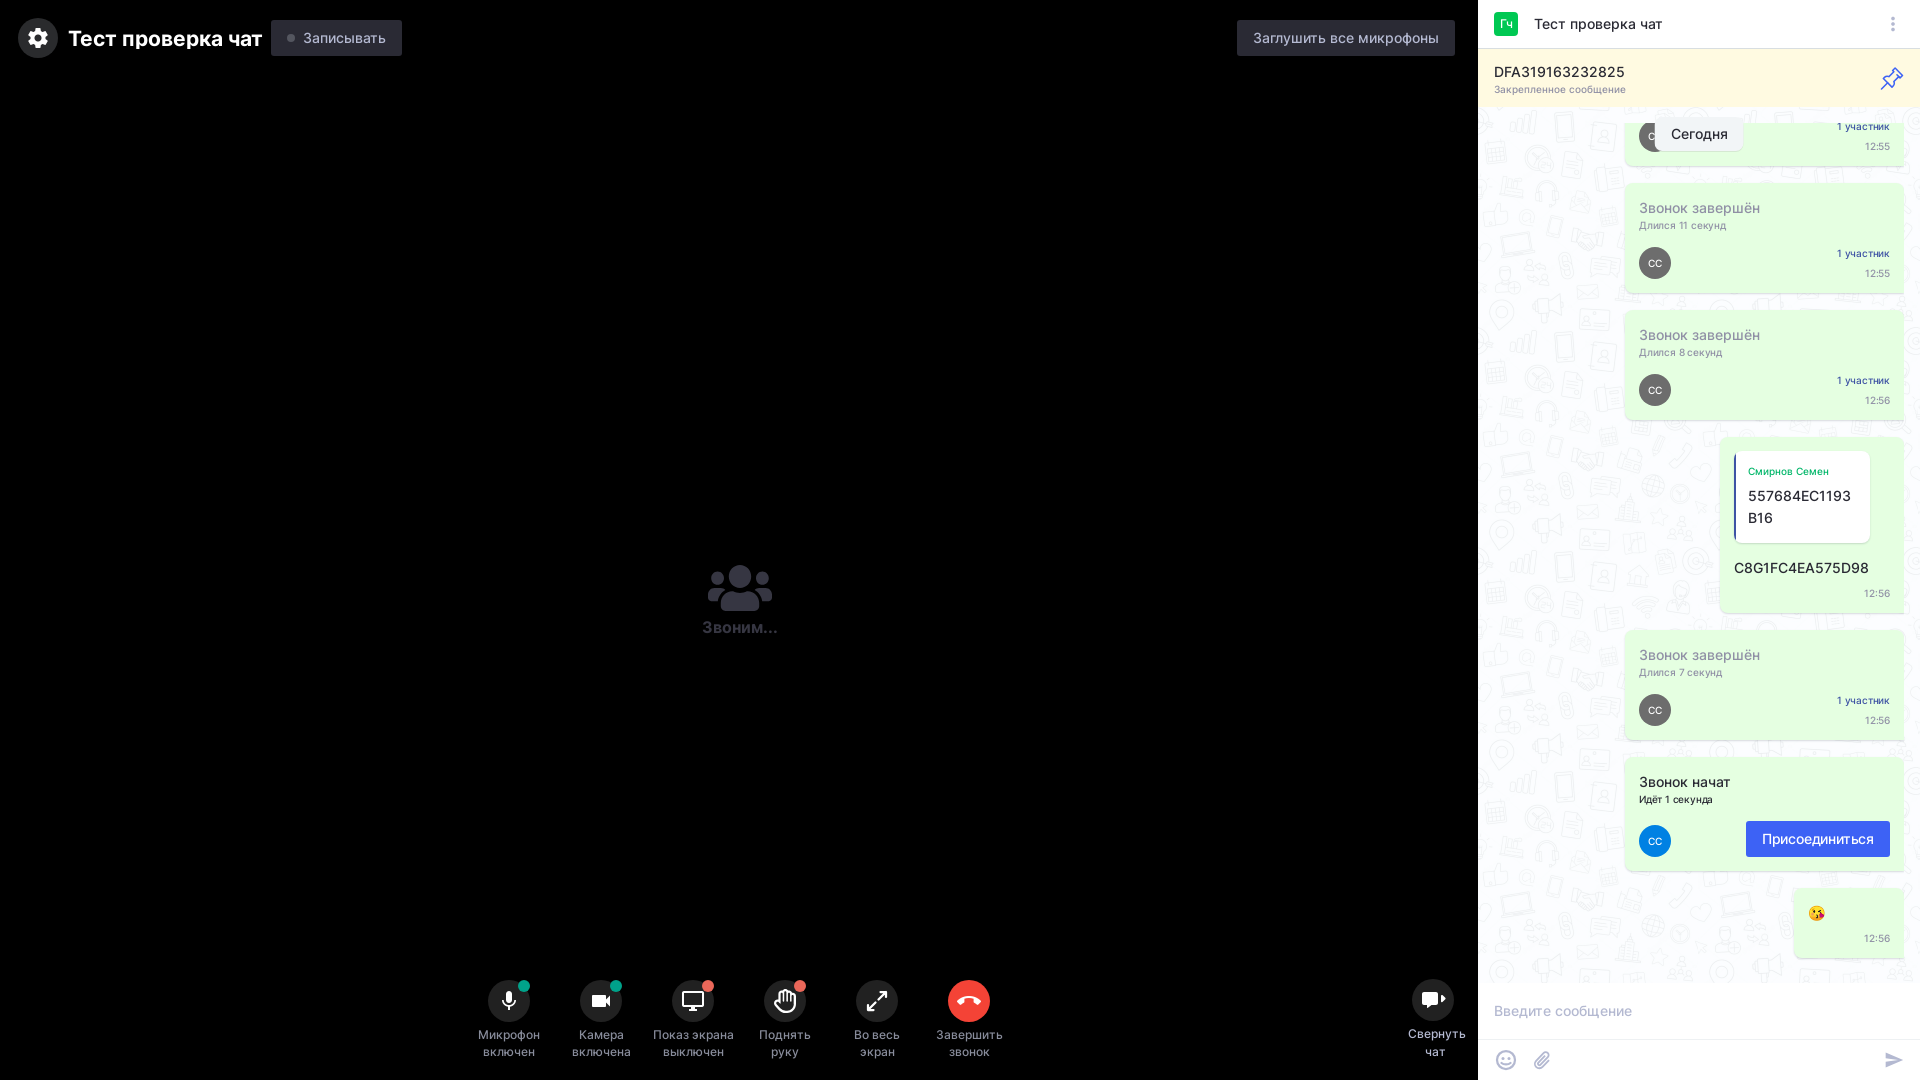 Тест проверка чат
Записывать
Заглушить все микрофоны
Звоним...
Микрофон
включен
Камера
включена
Показ экрана
выключен
Поднять
руку
Во весь
экран
Завершить
звонок
Свернуть
чат
Гч
Тест проверка чат
DFA319163232825
Закрепленное сообщение
Сегодня
1 участник
12:55
Звонок завершён
Длился 11 секунд
СС
1 участник
12:55
Звонок завершён
Длился 8 секунд
СС
1 участник
12:56
Смирнов Семен
557684EC1193
B16
C8G1FC4EA575D98
12:56
Звонок завершён
Длился 7 секунд
СС
1 участник
12:56
Звонок начат
Идёт 1 секунда
СС
Присоединиться
12:56
Введите сообщение